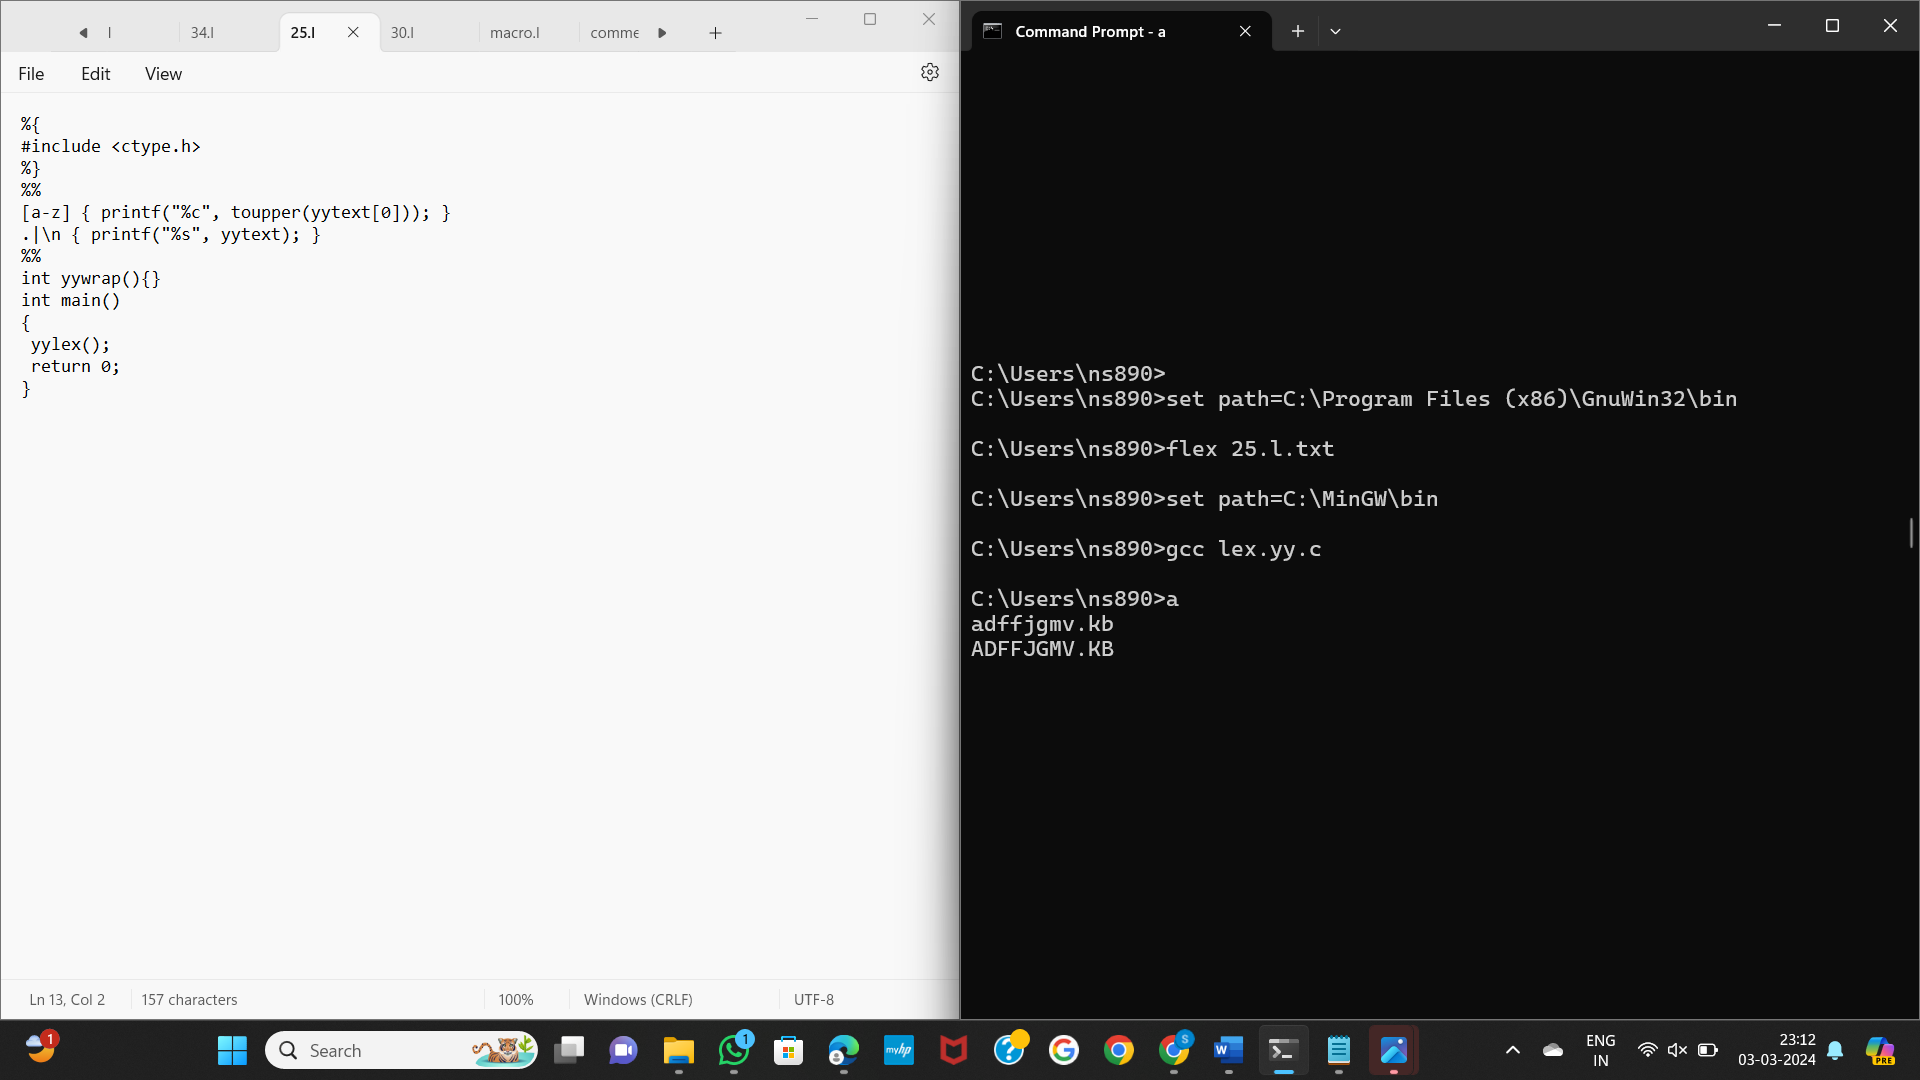 l
34.l
25.l
30.l
macro.l
comme
File
Edit
View
%{
#include <ctype.h>
%}
%%
[a-z] { printf("%c", toupper(yytext[0])); }
.|\n { printf("%s", yytext); }
%%
int yywrap(){}
int main()
{
 yylex();
 return 0;
}
Ln 13, Col 2
157 characters
100%
Windows (CRLF)
UTF-8
Command Prompt - a
C:\Users\ns890>
C:\Users\ns890>set path=C:\Program Files (x86)\GnuWin32\bin
C:\Users\ns890>flex 25.l.txt
C:\Users\ns890>set path=C:\MinGW\bin
C:\Users\ns890>gcc lex.yy.c
C:\Users\ns890>a
adffjgmv.kb
ADFFJGMV.KB
1
Search
1
myhp
S
W
ENG
IN
23:12
03-03-2024
PRE